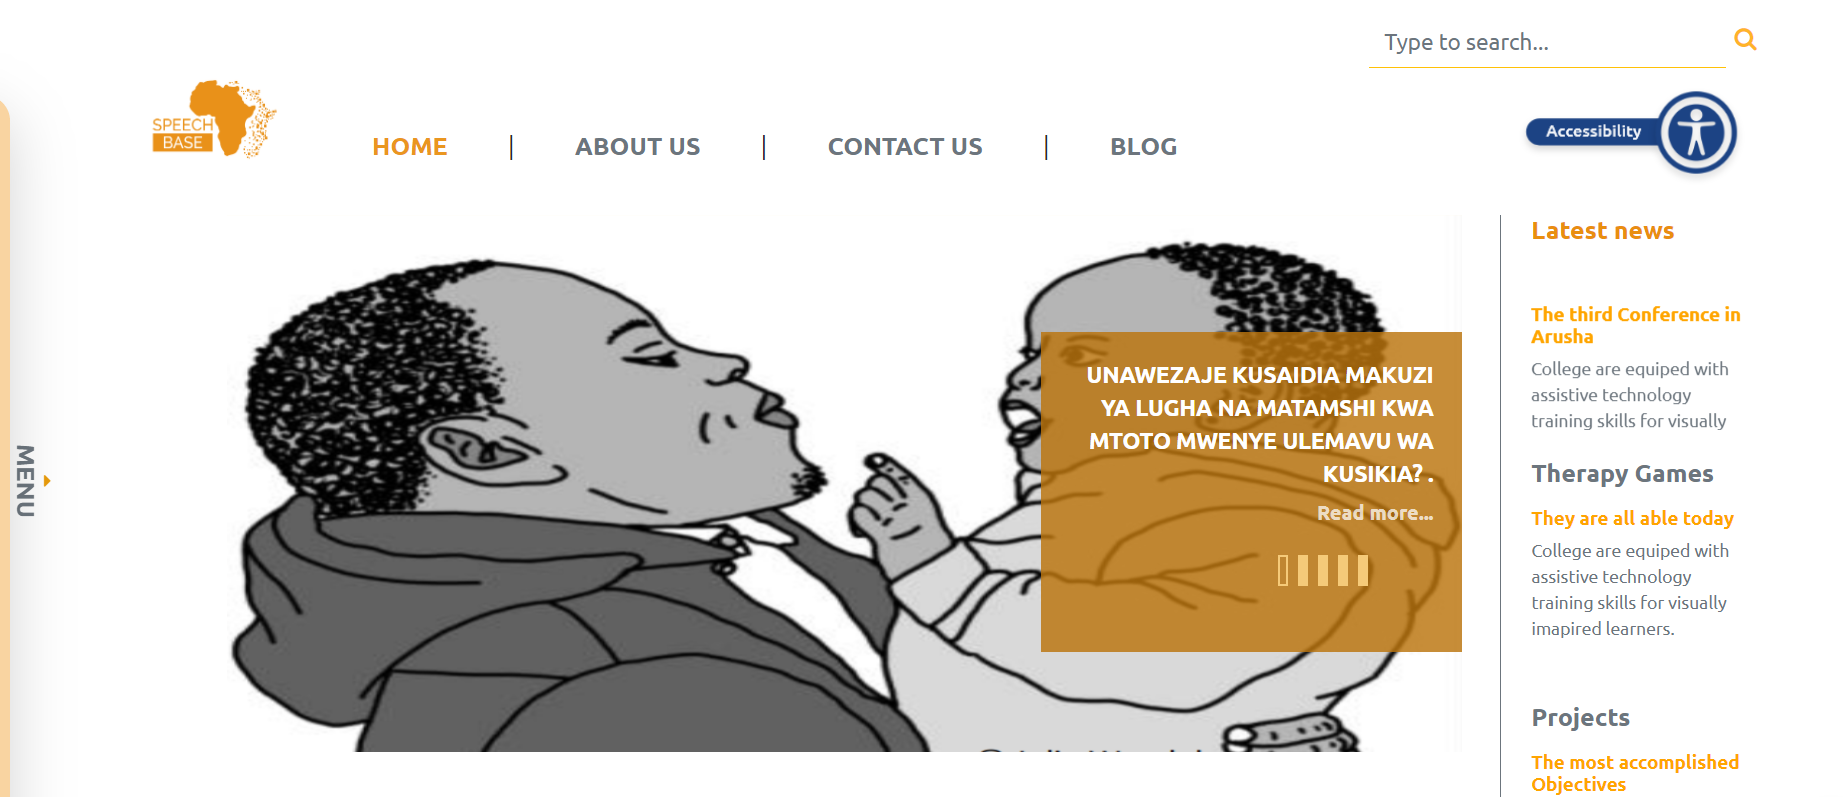 Type to search...
SPEECH
BASE
HOME | ABOUT US | CONTACT US | BLOG
Accessibility
MENU
UNAWEZAJE KUSAIDIA MAKUZI
YA LUGHA NA MATAMSHI KWA
MTOTO MWENYE ULEMAVU WA
KUSIKIA? .
Read more...
Latest news
The third Conference in
Arusha
College are equiped with
assistive technology
training skills for visually
Therapy Games
They are all able today
College are equiped with
assistive technology
training skills for visually
imapired learners.
Projects
The most accomplished
Objectives